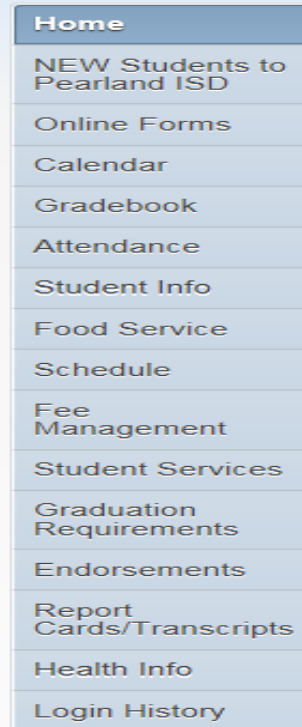 Home
NEW Students to
Pearland ISD
Online Forms
Calendar
Gradebook
Attendance
Student Info
Food Service
Schedule
Fee
Management
Student Services
Graduation
Requirements
Endorsements
Report
Cards/Transcripts
Health Info
Login History